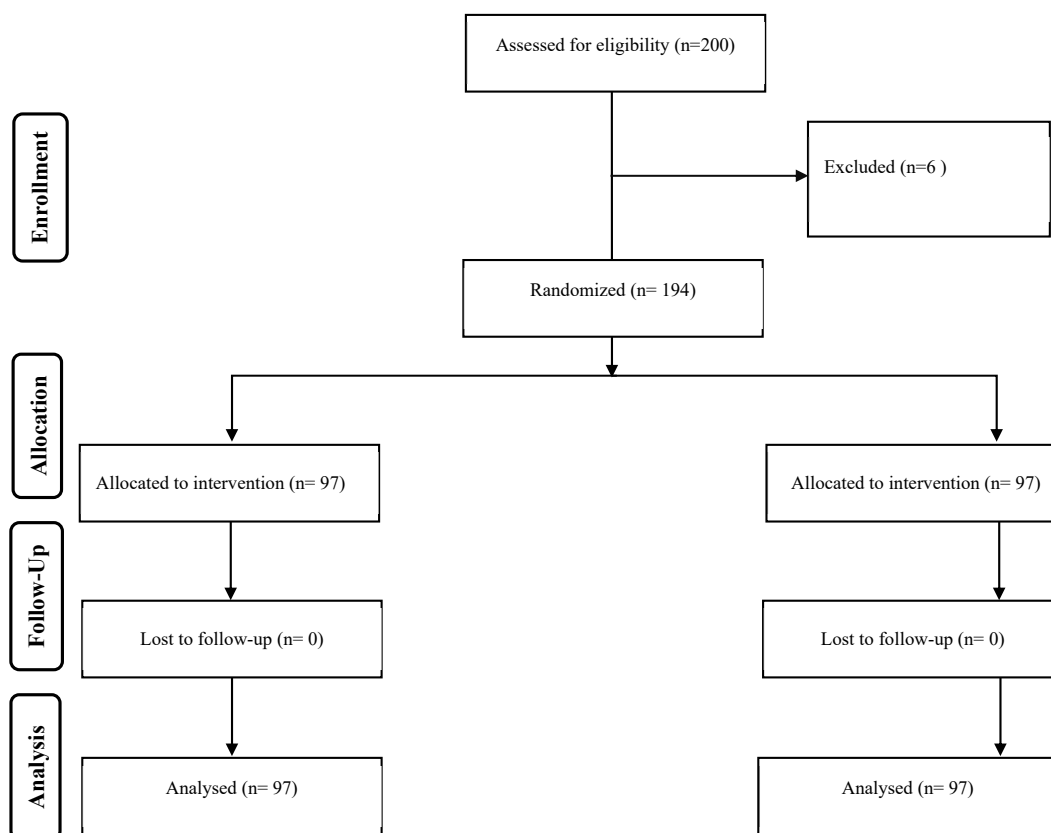 Assessed for eligibility (n=200)
Enrollment
Excluded (n=6 )
Randomized (n= 194)
Allocation
Allocated to intervention (n= 97)
Allocated to intervention (n= 97)
Follow-Up
Lost to follow-up (n= 0)
Lost to follow-up (n= 0)
Analysis
Analysed (n= 97)
Analysed (n= 97)